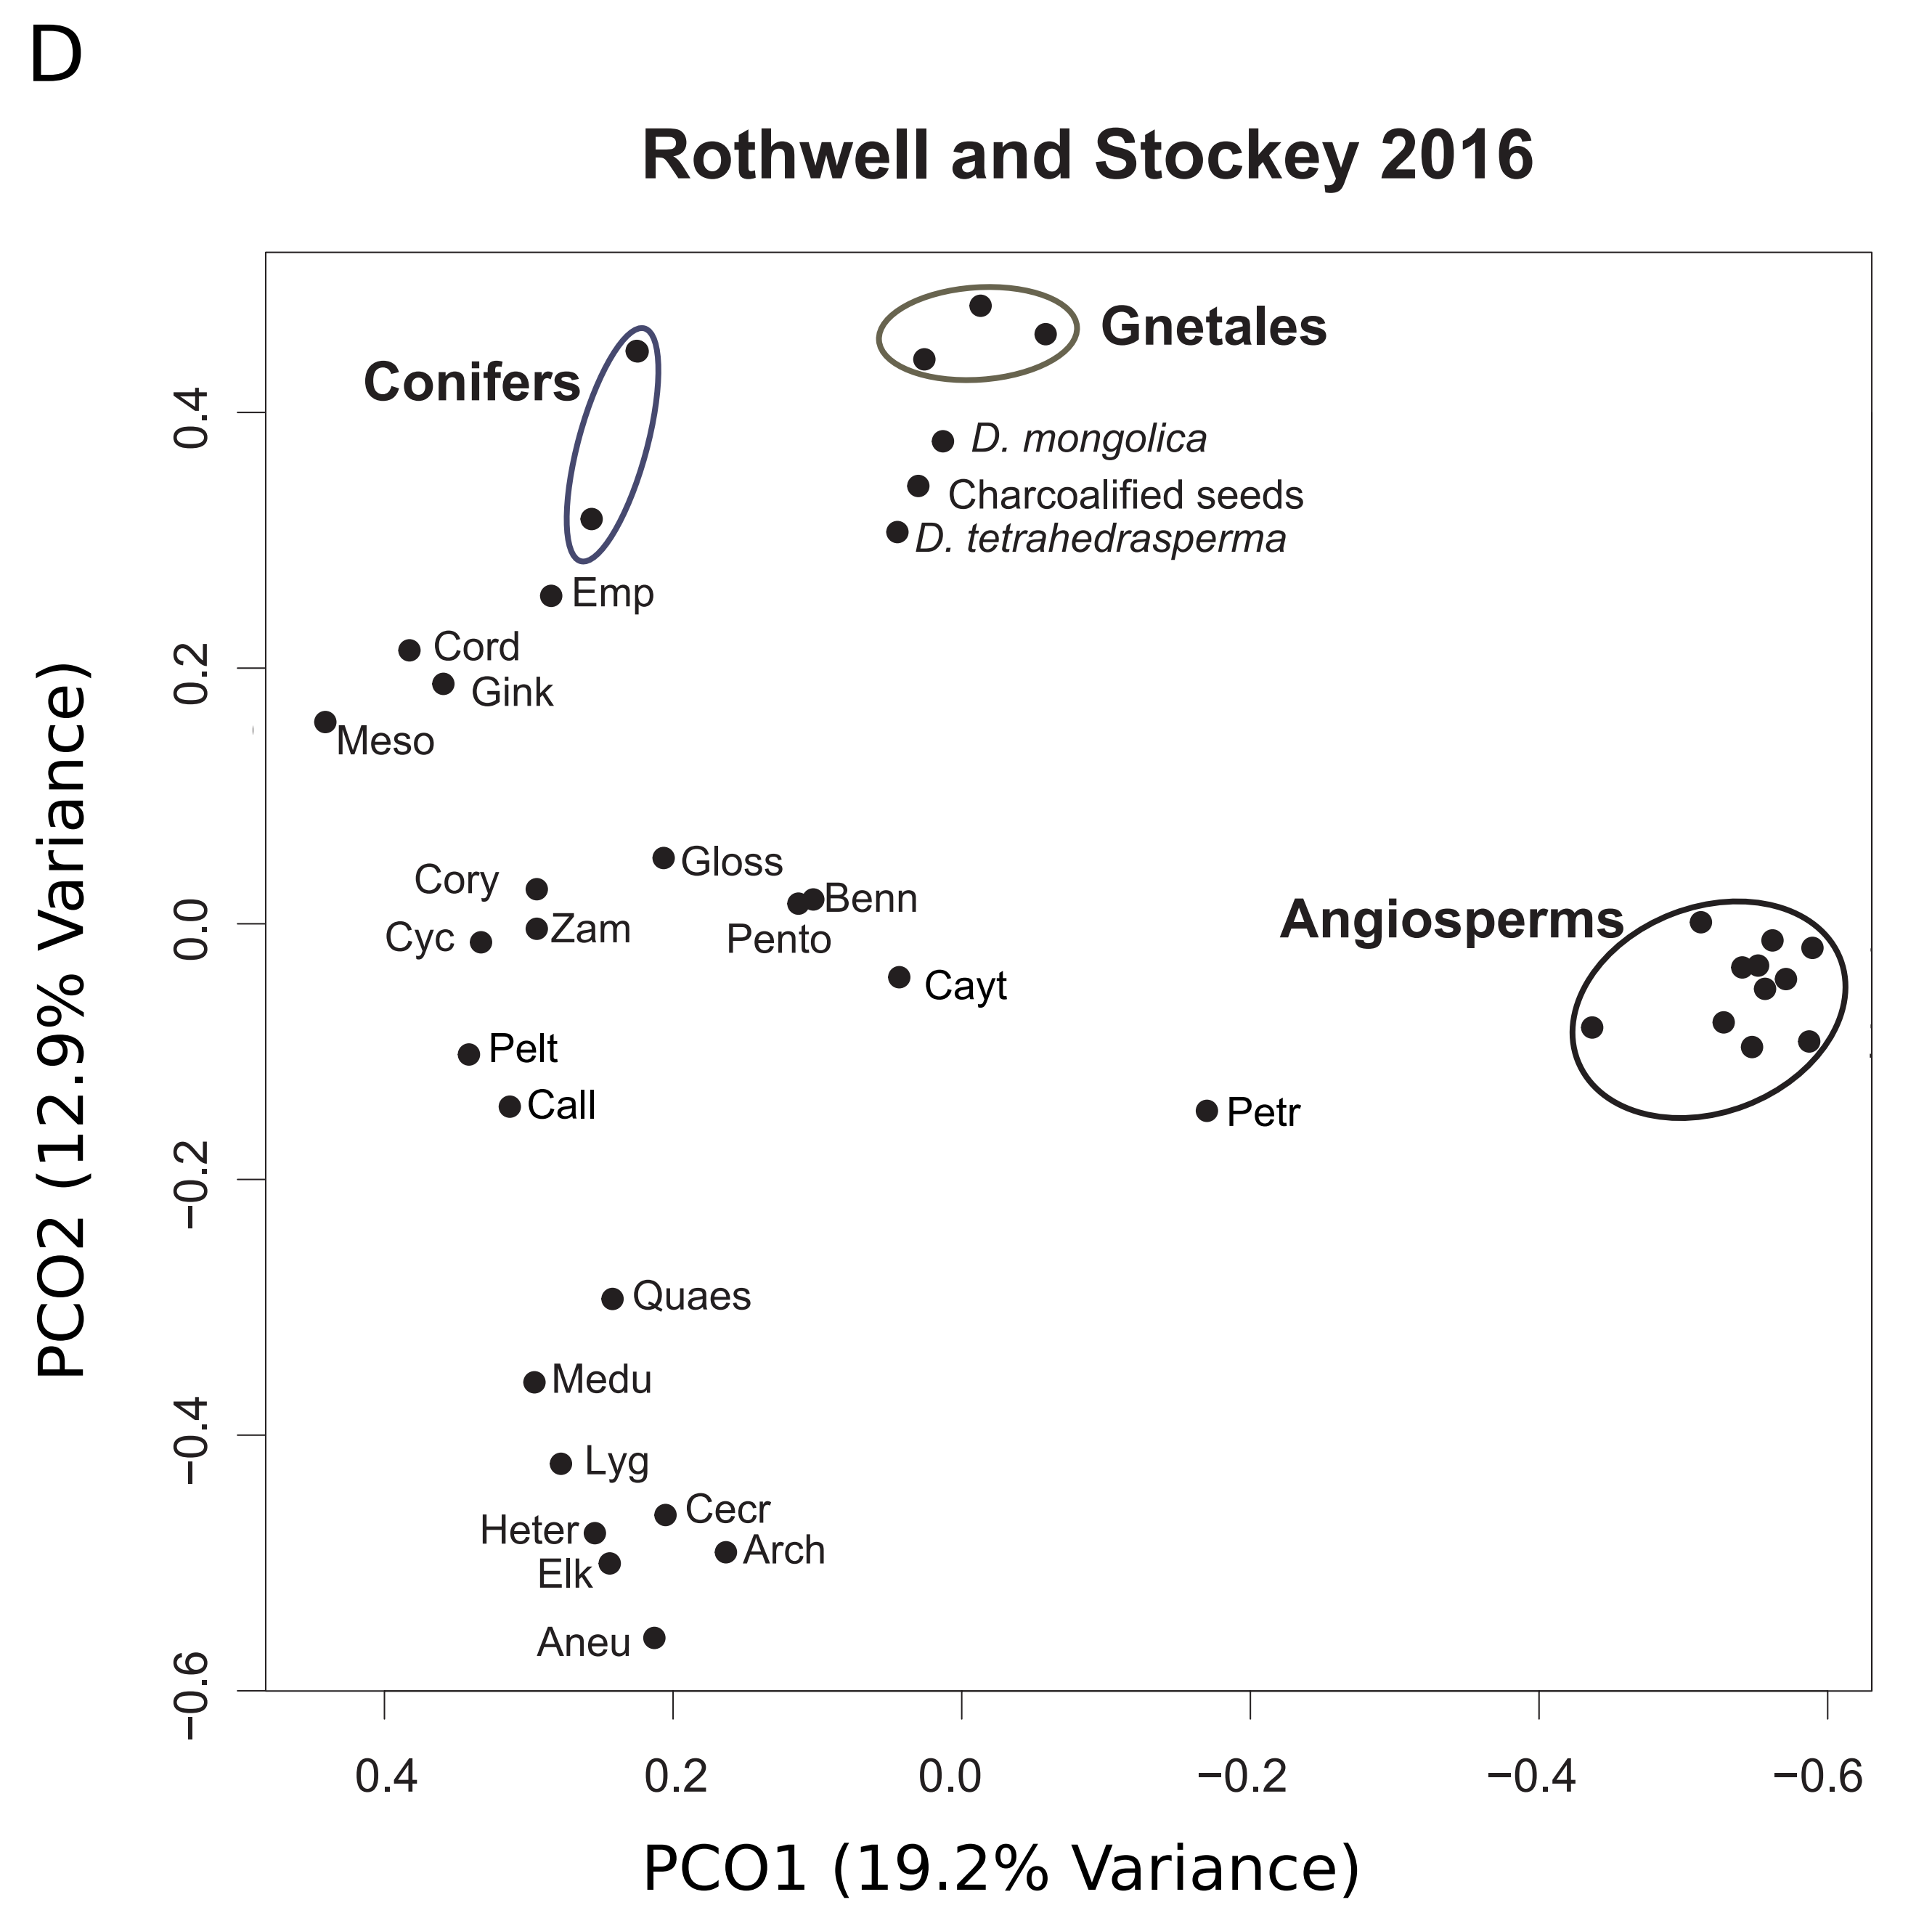 D
Rothwell and Stockey 2016
Gnetales
Conifers
D. mongolica
Charcoalified seeds
D. tetrahedrasperma
Emp
Cord
Gink
Meso
Gloss
Cory
Benn
Zam
Cyc
Pento
Angiosperms
Cayt
Pelt
Call
Petr
Quaes
Medu
Lyg
Cecr
Heter
Arch
Elk
Aneu
0.4
0.2
0.0
−0.2
−0.4
−0.6
PCO2 (12.9% Variance)
0.4 0.2 0.0 −0.2 −0.4 −0.6
PCO1 (19.2% Variance)